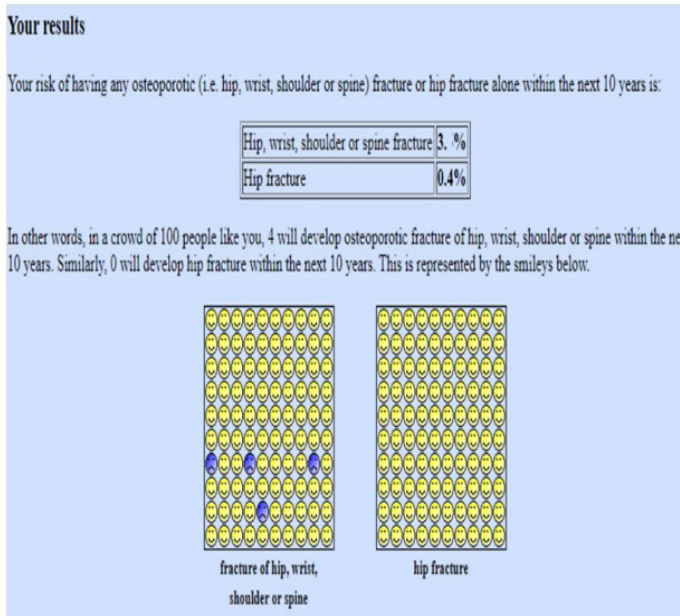 Your results
Your risk of having any osteoporotic (i.e. hip, wrist, shoulder or spine) fracture or hip fracture alone within the next 10 years is:
Hip, wrist, shoulder or spine fracture 3. %
Hip fracture 0.4%
In other words, in a crowd of 100 people like you, 4 will develop osteoporotic fracture of hip, wrist, shoulder or spine within the ne
10 years. Similarly, 0 will develop hip fracture within the next 10 years. This is represented by the smileys below.
fracture of hip, wrist,
shoulder or spine
hip fracture